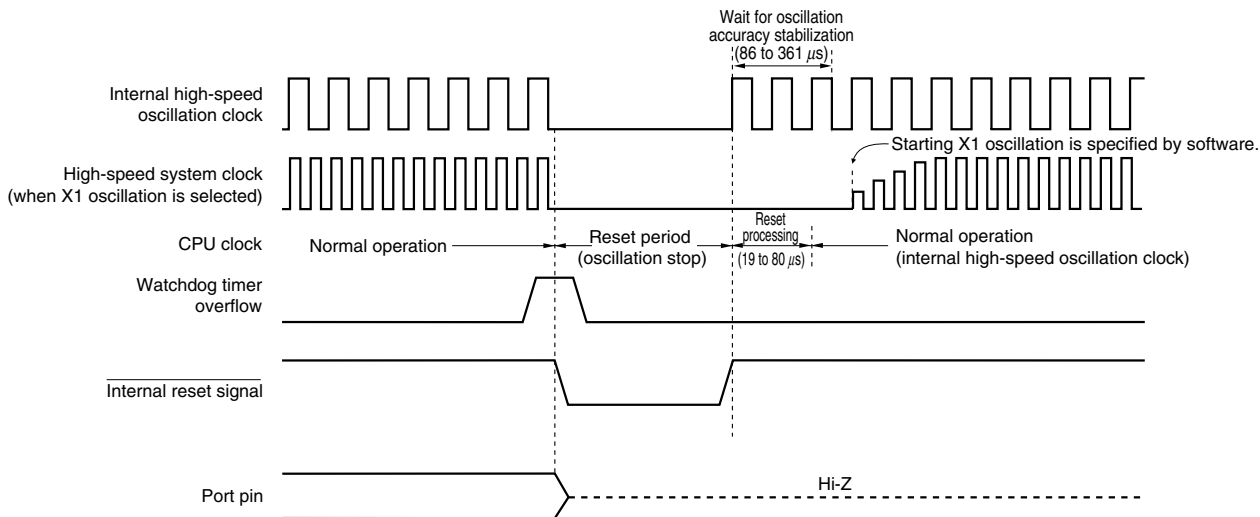 Wait for oscillation
accuracy stabilization
(86 to 361 μs)
Internal high-speed
oscillation clock
Starting X1 oscillation is specified by software.
High-speed system clock
(when X1 oscillation is selected)
CPU clock
Normal operation
Reset period
(oscillation stop)
Reset
processing
(19 to 80 μs)
Normal operation
(internal high-speed oscillation clock)
Watchdog timer
overflow
Internal reset signal
Port pin
Hi-Z